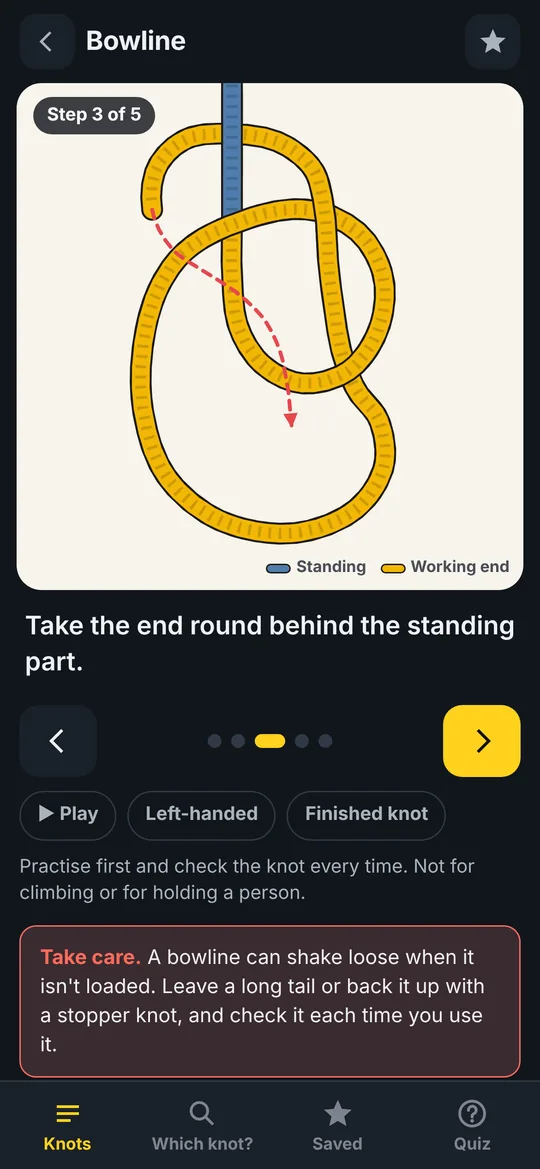 Bowline
Step 3 of 5
Standing
Working end
Take the end round behind the standing
part.
Play
Left-handed
Finished knot
Practise first and check the knot every time. Not for
climbing or for holding a person.
Take care. A bowline can shake loose when it
isn't loaded. Leave a long tail or back it up with
a stopper knot, and check it each time you use
it.
Knots
Which knot?
Saved
Quiz